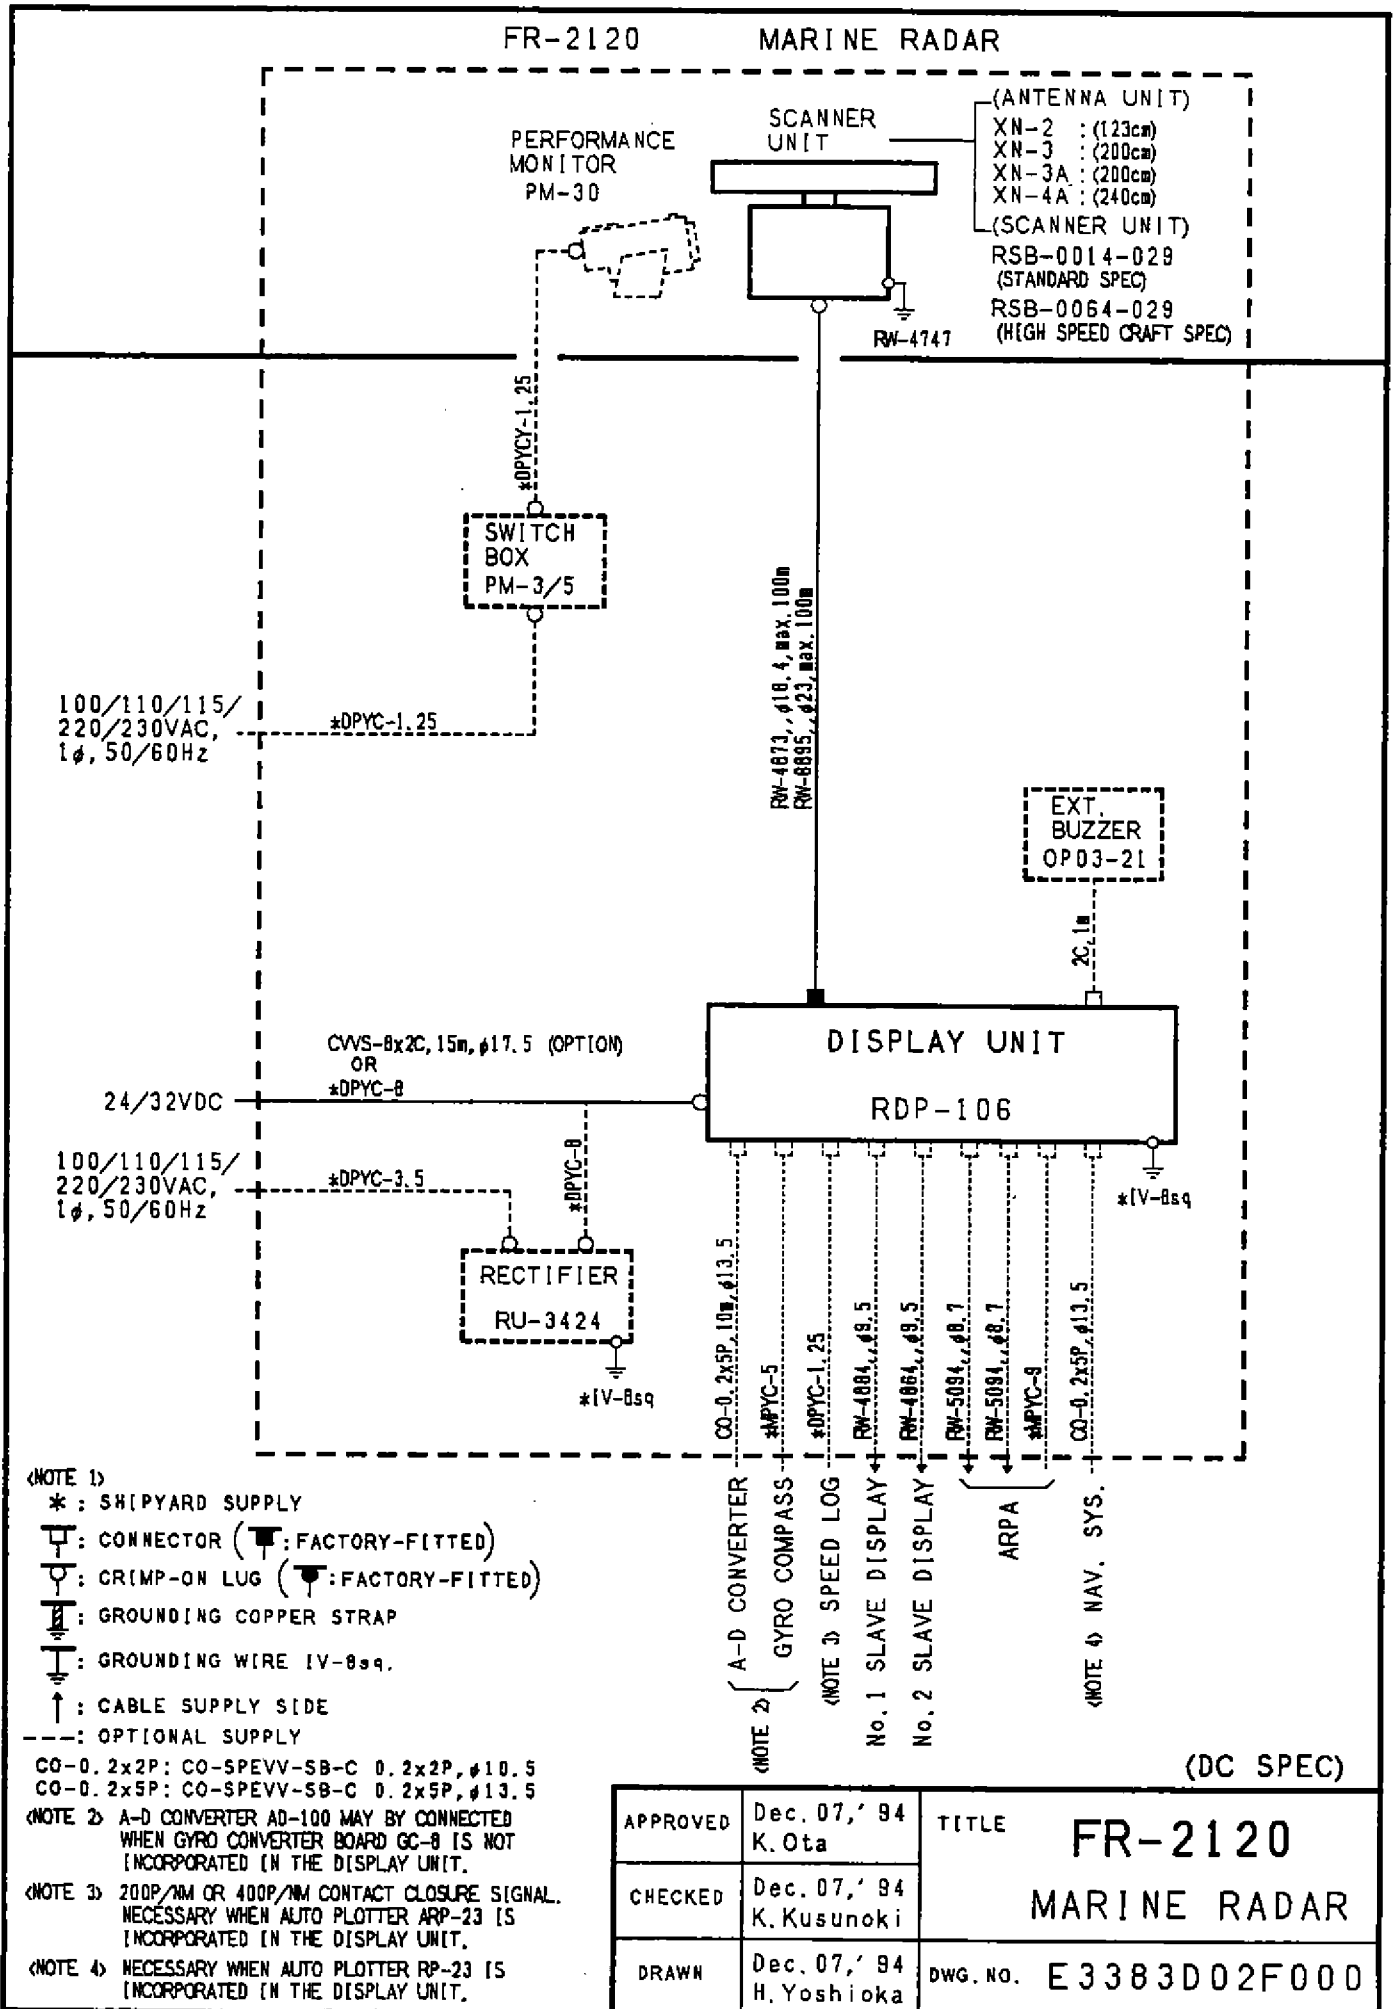 FR-2120 MARINE RADAR
PERFORMANCE
MONITOR
PM-30
SCANNER
UNIT
(ANTENNA UNIT)
XN-2 : (123cm)
XN-3 : (200cm)
XN-3A : (200cm)
XN-4A : (240cm)
(SCANNER UNIT)
RSB-0014-029
(STANDARD SPEC)
RSB-0064-029
(HIGH SPEED CRAFT SPEC)
RW-4747
*DPYCY-1.25
SWITCH
BOX
PM-3/5
100/110/115/
220/230VAC,
1φ, 50/60Hz
*DPYC-1.25
RW-4873,,φ18.4,max.100m
RW-6895,,φ23,max.100m
EXT.
BUZZER
OP03-21
2C,1m
DISPLAY UNIT
RDP-106
CVVS-8x2C, 15m, φ17.5 (OPTION)
OR
*DPYC-8
24/32VDC
100/110/115/
220/230VAC,
1φ, 50/60Hz
*DPYC-3.5
*DPYC-8
RECTIFIER
RU-3424
*IV-8sq
*IV-8sq
CO-0.2x5P, 10m, φ13.5
*MPYC-5
*DPYC-1.25
RW-4864,,φ9.5
RW-4864,,φ9.5
RW-5094,,φ8.7
RW-5094,,φ8.7
*MPYC-9
CO-0.2x5P, φ13.5
A-D CONVERTER
GYRO COMPASS
(NOTE 2)
(NOTE 3) SPEED LOG
No.1 SLAVE DISPLAY
No.2 SLAVE DISPLAY
ARPA
(NOTE 4) NAV. SYS.
(NOTE 1)
* : SHIPYARD SUPPLY
: CONNECTOR ( : FACTORY-FITTED)
: CRIMP-ON LUG ( : FACTORY-FITTED)
: GROUNDING COPPER STRAP
: GROUNDING WIRE IV-8sq.
↑ : CABLE SUPPLY SIDE
---: OPTIONAL SUPPLY
CO-0.2x2P: CO-SPEVV-SB-C 0.2x2P, φ10.5
CO-0.2x5P: CO-SPEVV-SB-C 0.2x5P, φ13.5
(NOTE 2) A-D CONVERTER AD-100 MAY BY CONNECTED
WHEN GYRO CONVERTER BOARD GC-8 IS NOT
INCORPORATED IN THE DISPLAY UNIT.
(NOTE 3) 200P/NM OR 400P/NM CONTACT CLOSURE SIGNAL.
NECESSARY WHEN AUTO PLOTTER ARP-23 IS
INCORPORATED IN THE DISPLAY UNIT.
(NOTE 4) NECESSARY WHEN AUTO PLOTTER RP-23 IS
INCORPORATED IN THE DISPLAY UNIT.
(DC SPEC)
APPROVED Dec. 07,'94
K. Ota
CHECKED Dec. 07,'94
K. Kusunoki
DRAWN Dec. 07,'94
H. Yoshioka
TITLE FR-2120
MARINE RADAR
DWG. NO. E3383D02F000